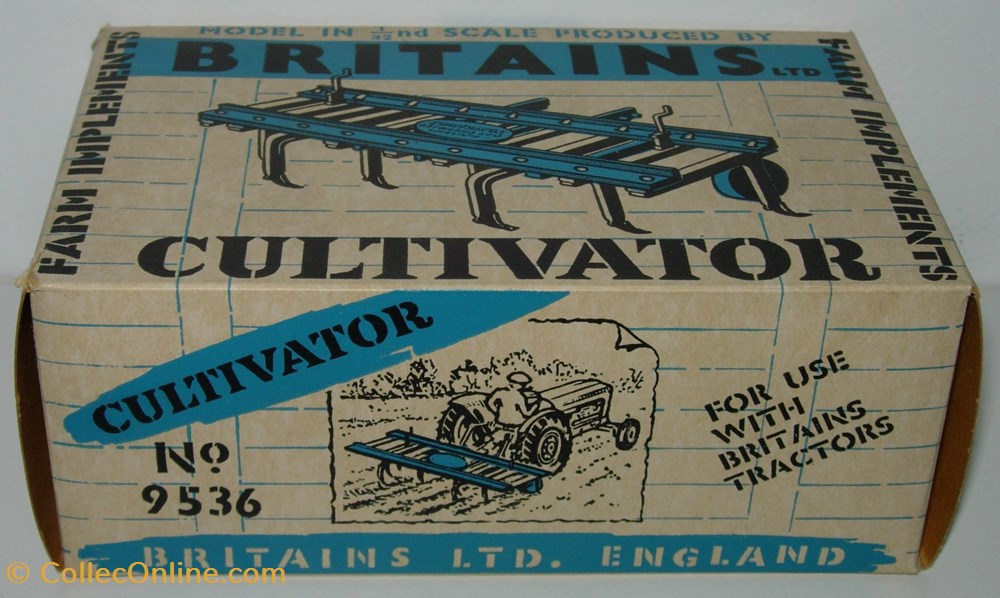 MODEL IN 1/32nd SCALE PRODUCED BY
BRITAINS LTD
FARM IMPLEMENTS
FARM IMPLEMENTS
CULTIVATOR
CULTIVATOR
Nº
9536
FOR USE
WITH
BRITAINS
TRACTORS
BRITAINS LTD. ENGLAND
© CollecOnline.com